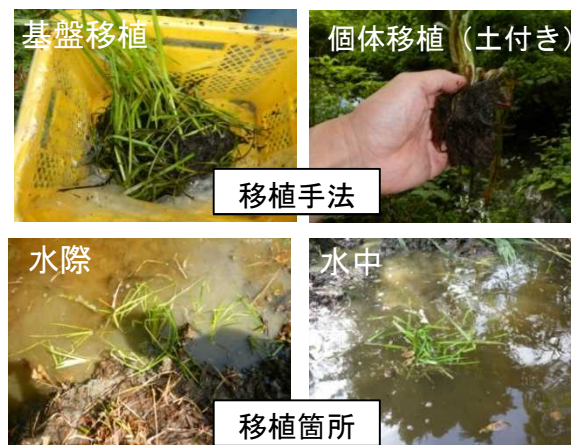 基盤移植
個体移植（土付き）
移植手法
水際
水中
移植箇所